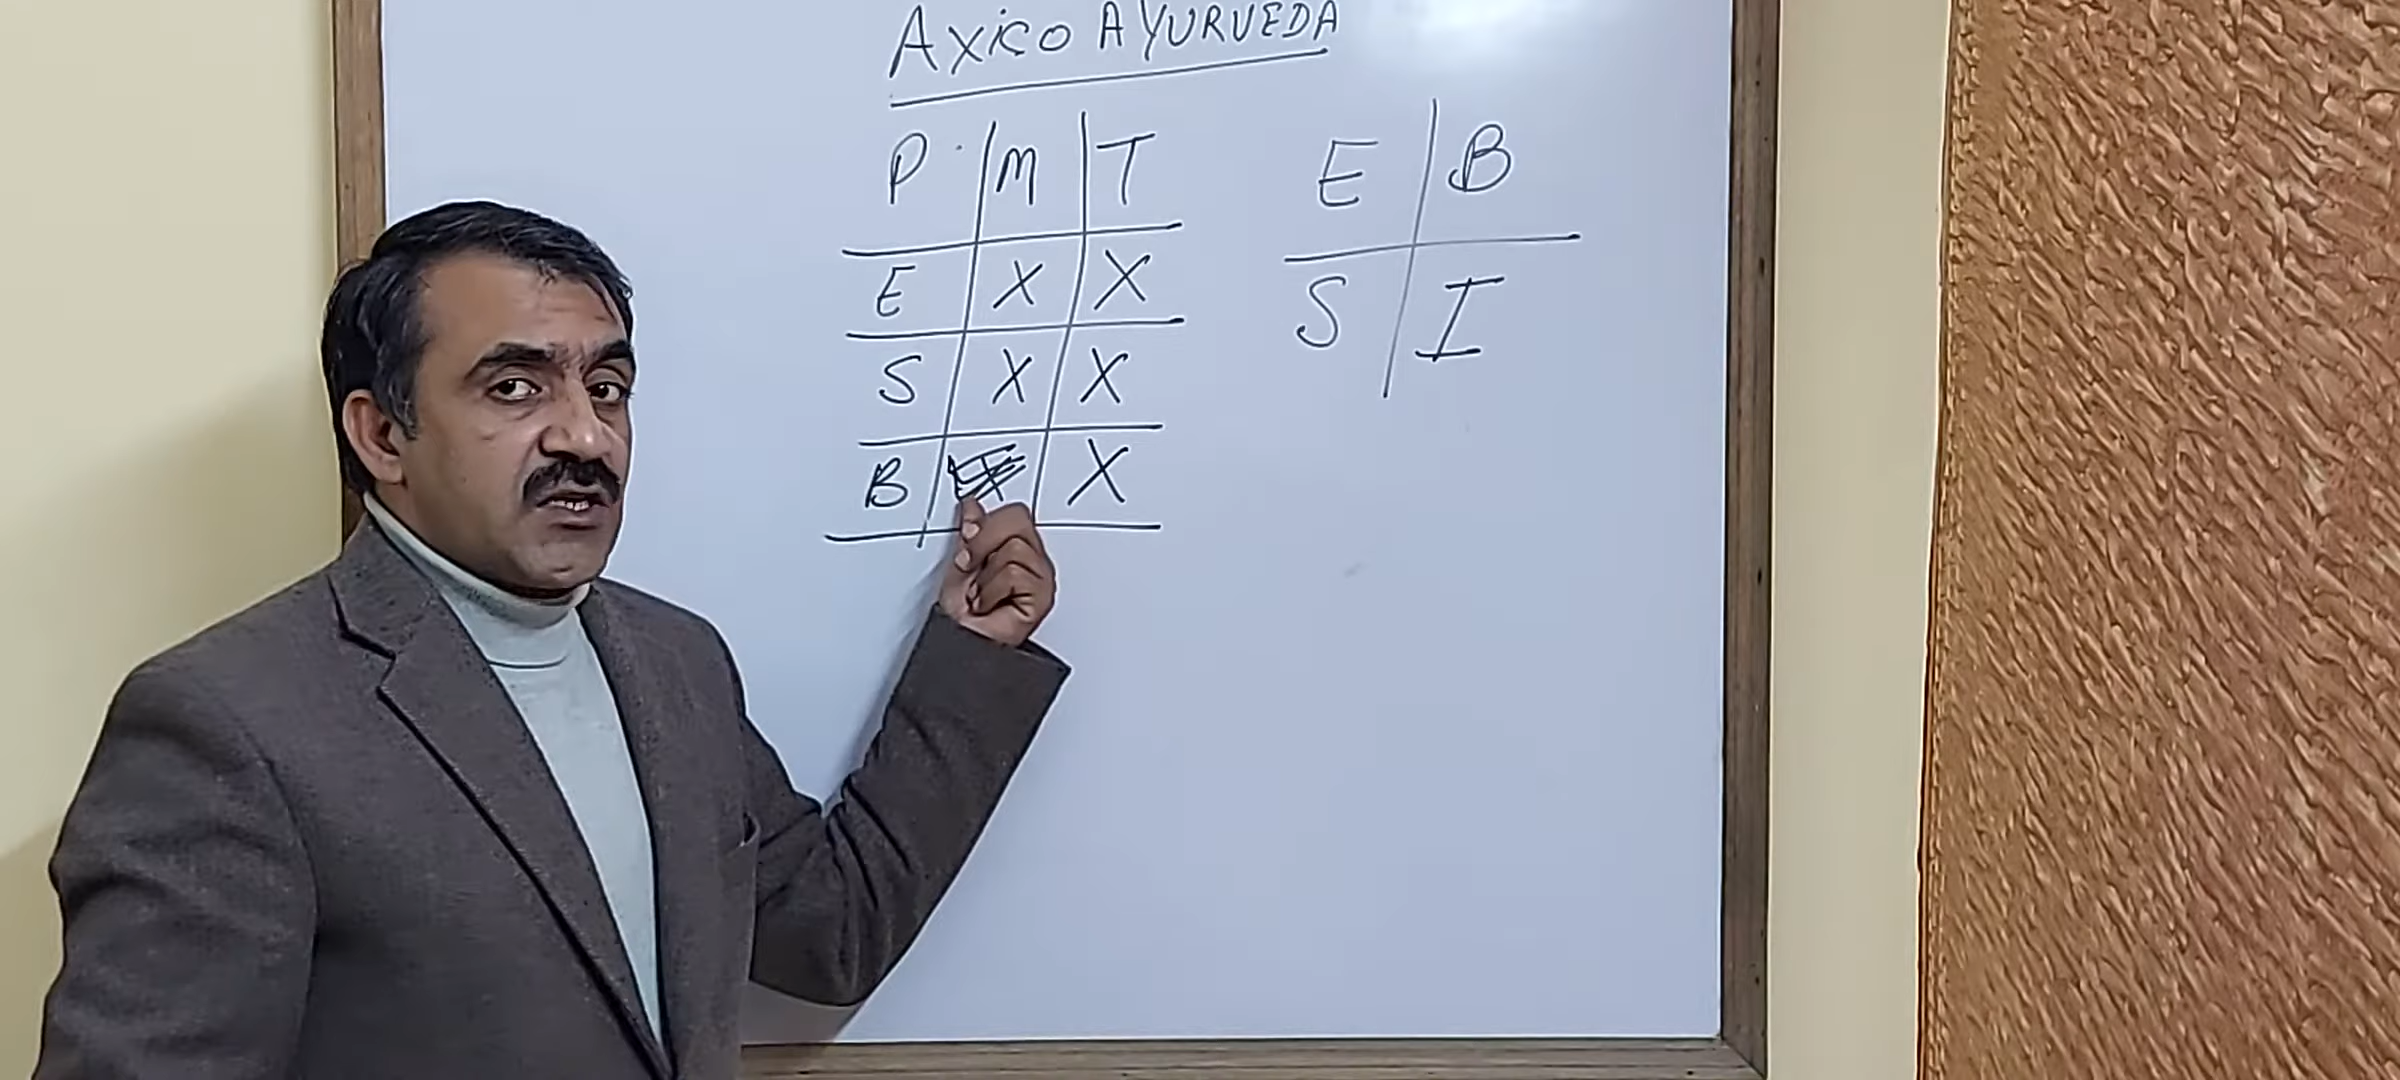 AXiCO AYURVEDA
P M T
E X X
S X X
B X
E B
S I